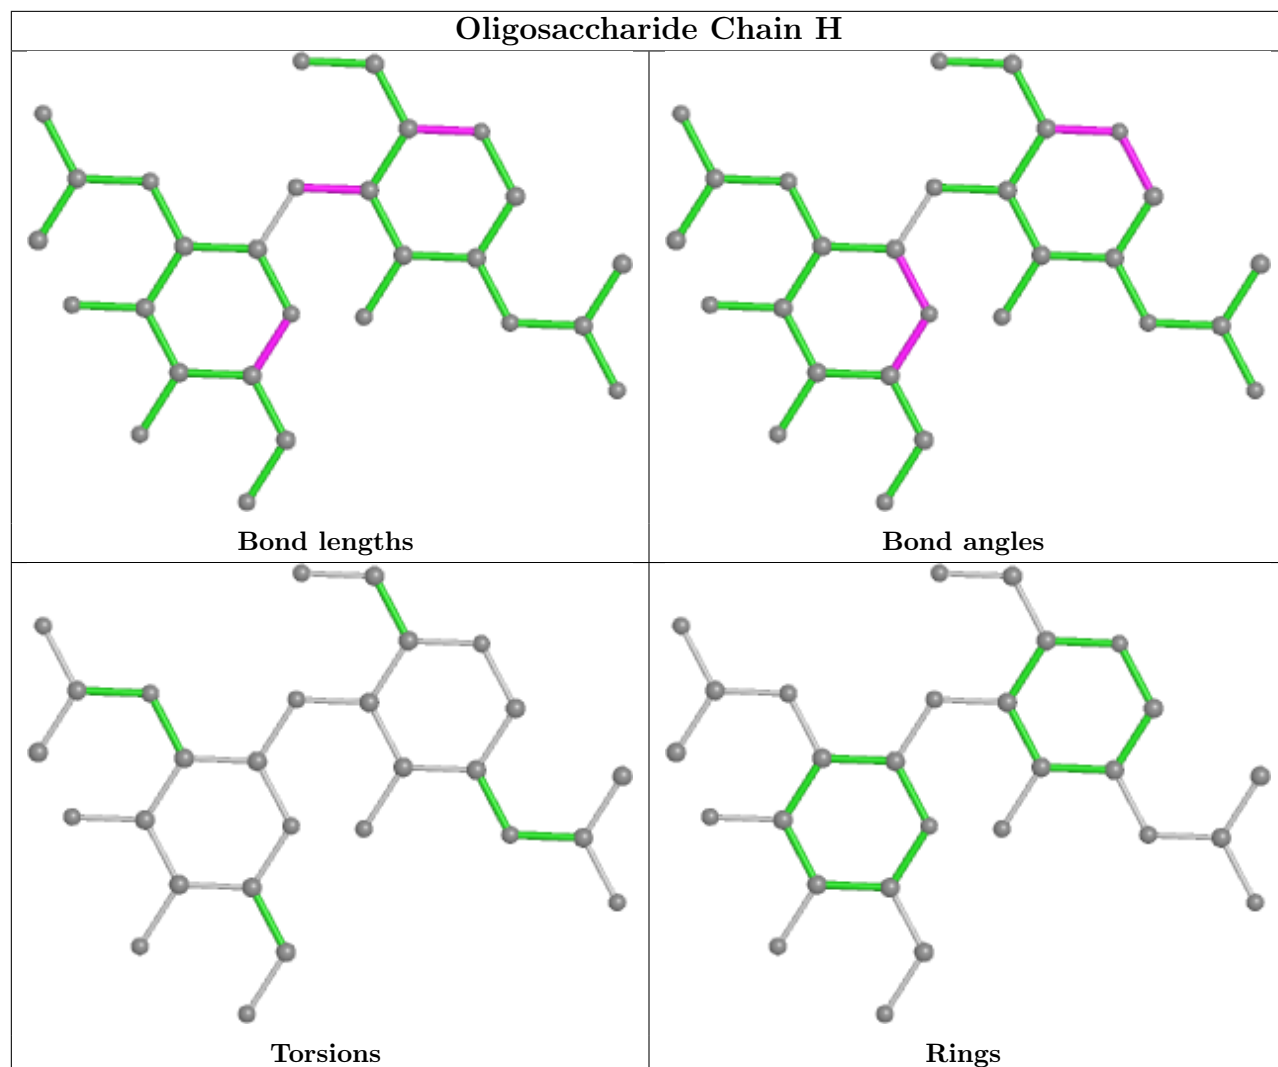 Oligosaccharide Chain H
Bond lengths
Bond angles
Torsions
Rings